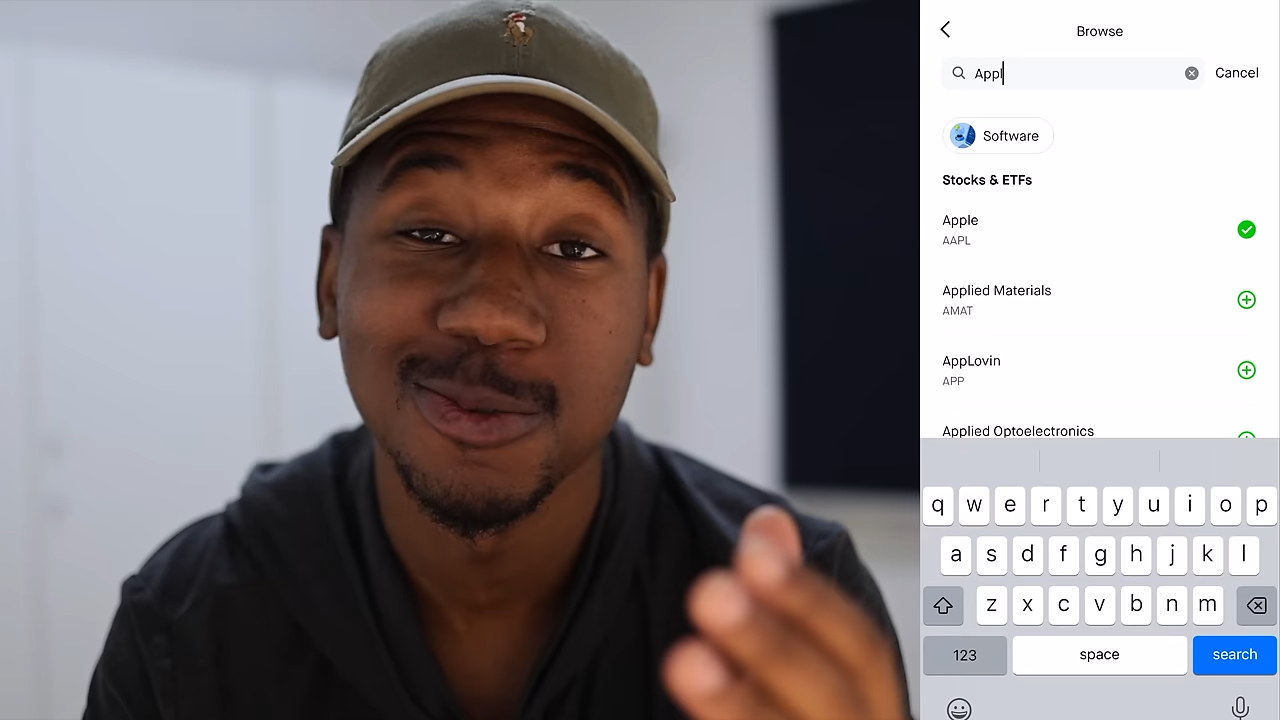 Browse
Appl
Cancel
Software
Stocks & ETFs
Apple
AAPL
Applied Materials
AMAT
AppLovin
APP
Applied Optoelectronics
q w e r t y u i o p
a s d f g h j k l
z x c v b n m
123 space search